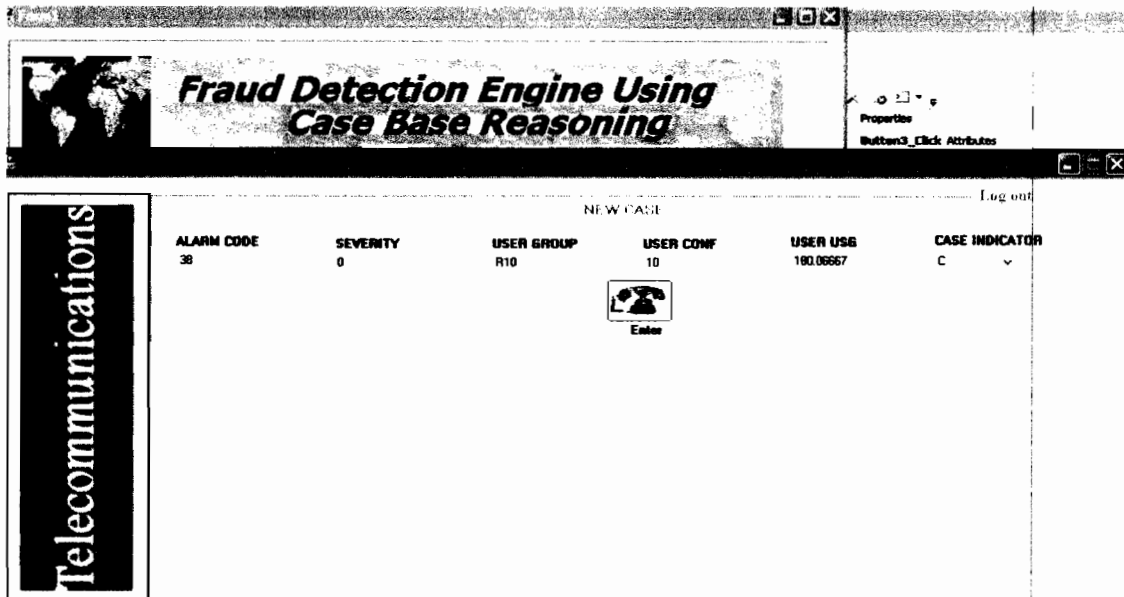 Fraud Detection Engine Using
Case Base Reasoning
Properties
Button3_Click Attributes
Log out
NEW CASE
ALARM CODE SEVERITY USER GROUP USER CONF USER USG CASE INDICATOR
38 0 R10 10 180.06667 C
Enter
Telecommunications